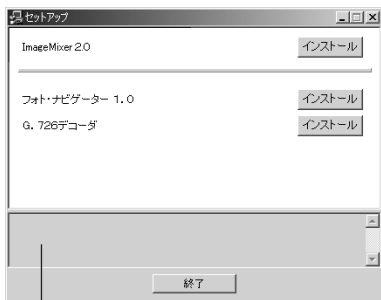 セットアップ
ImageMixer 2.0 インストール
フォト・ナビゲーター 1.0 インストール
G.726デコーダ インストール
終了